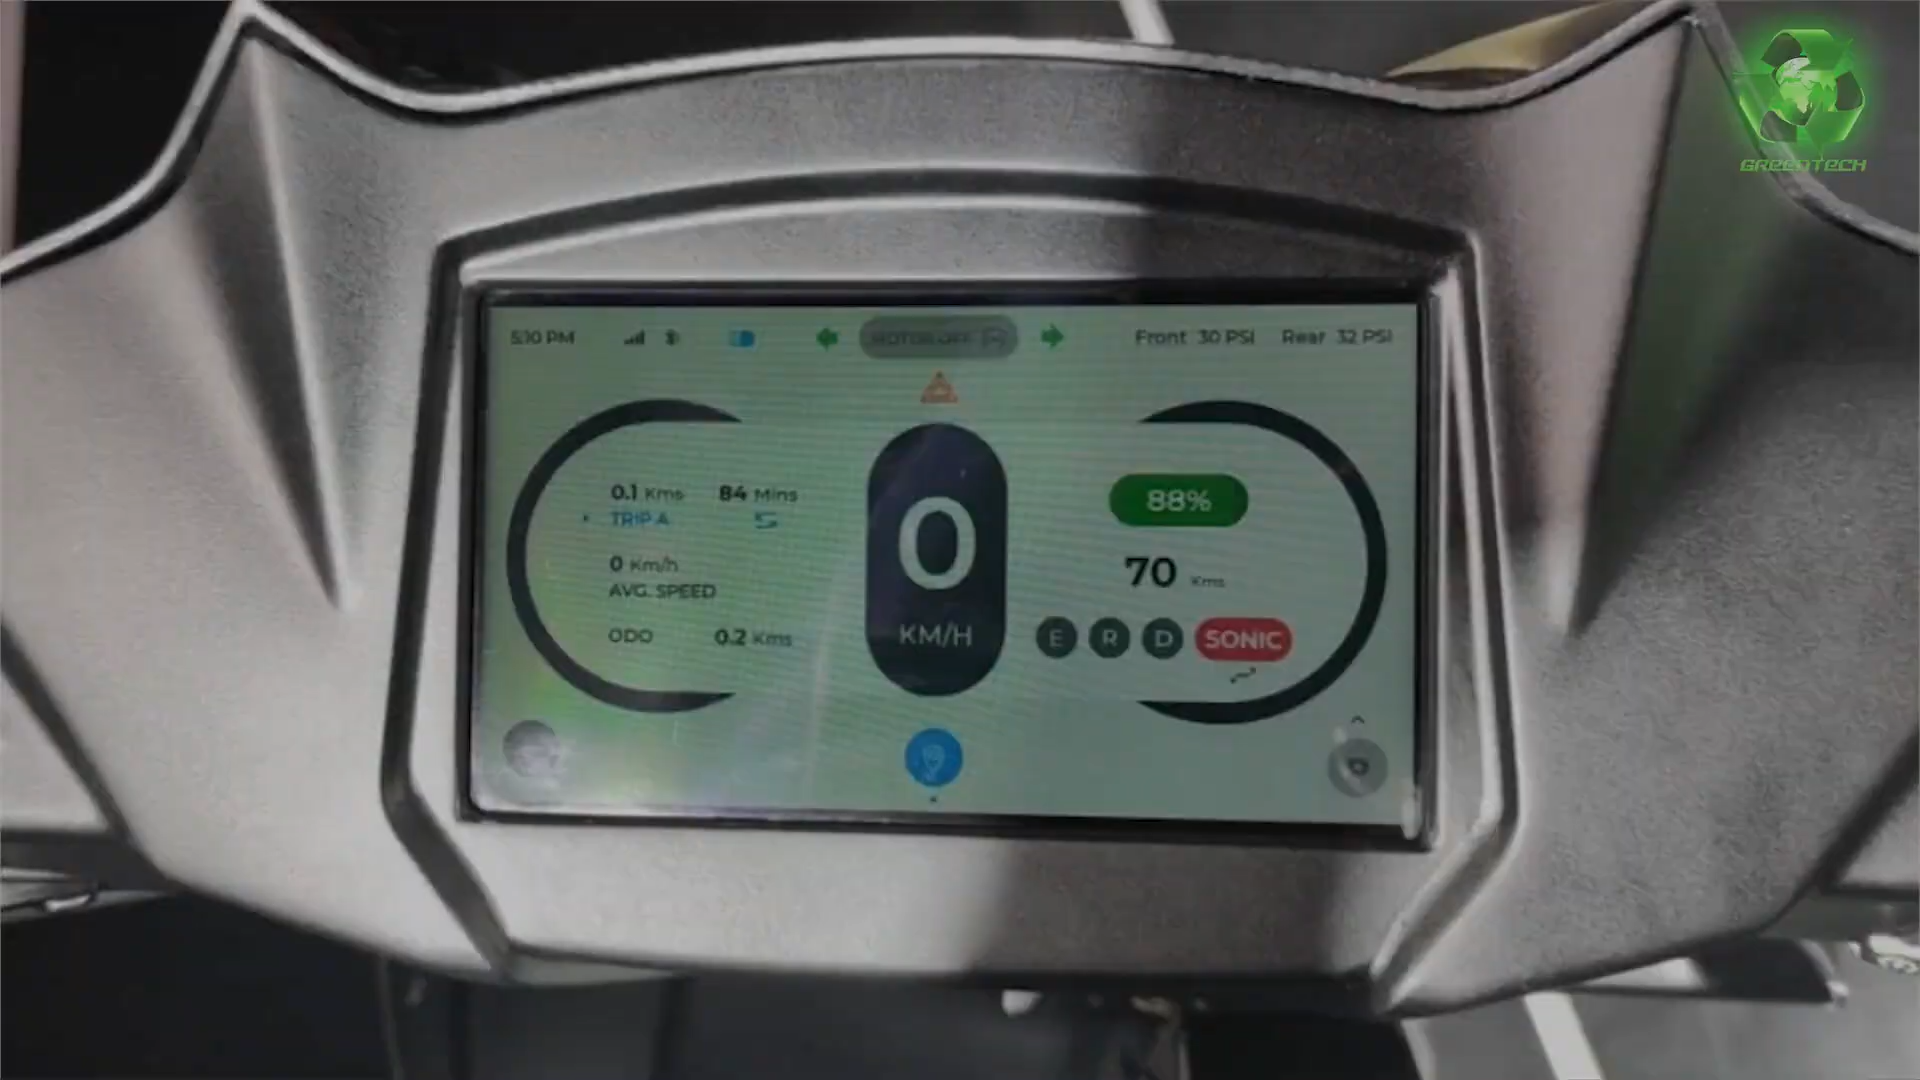 GREENTECH
5:10 PM
MOTOR OFF
Front 30 PSI Rear 32 PSI
0.1 Kms 84 Mins
TRIP A
0 Km/h
AVG. SPEED
ODO 0.2 Kms
0
KM/H
88%
70 Kms
E R D SONIC